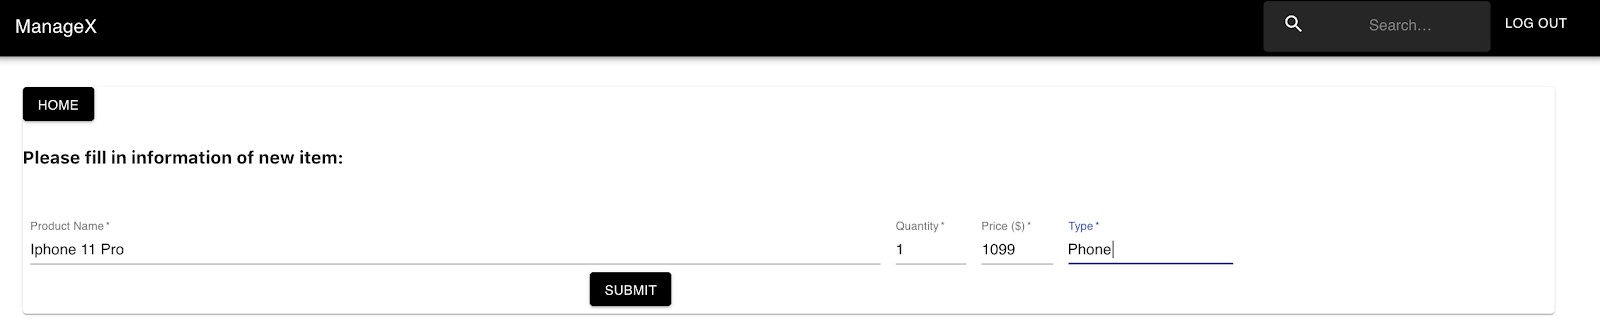 ManageX Search... LOG OUT
HOME
Please fill in information of new item:
Product Name * Quantity * Price ($) * Type *
Iphone 11 Pro 1 1099 Phone
SUBMIT